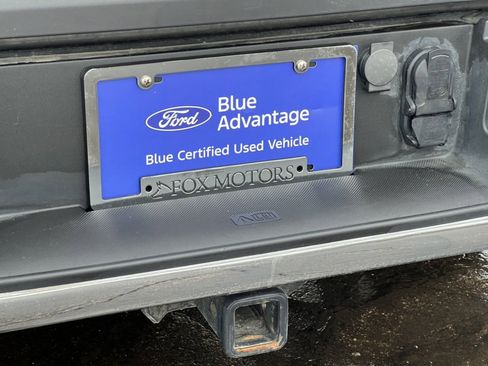 Ford
Blue
Advantage
Blue Certified Used Vehicle
FOX MOTORS